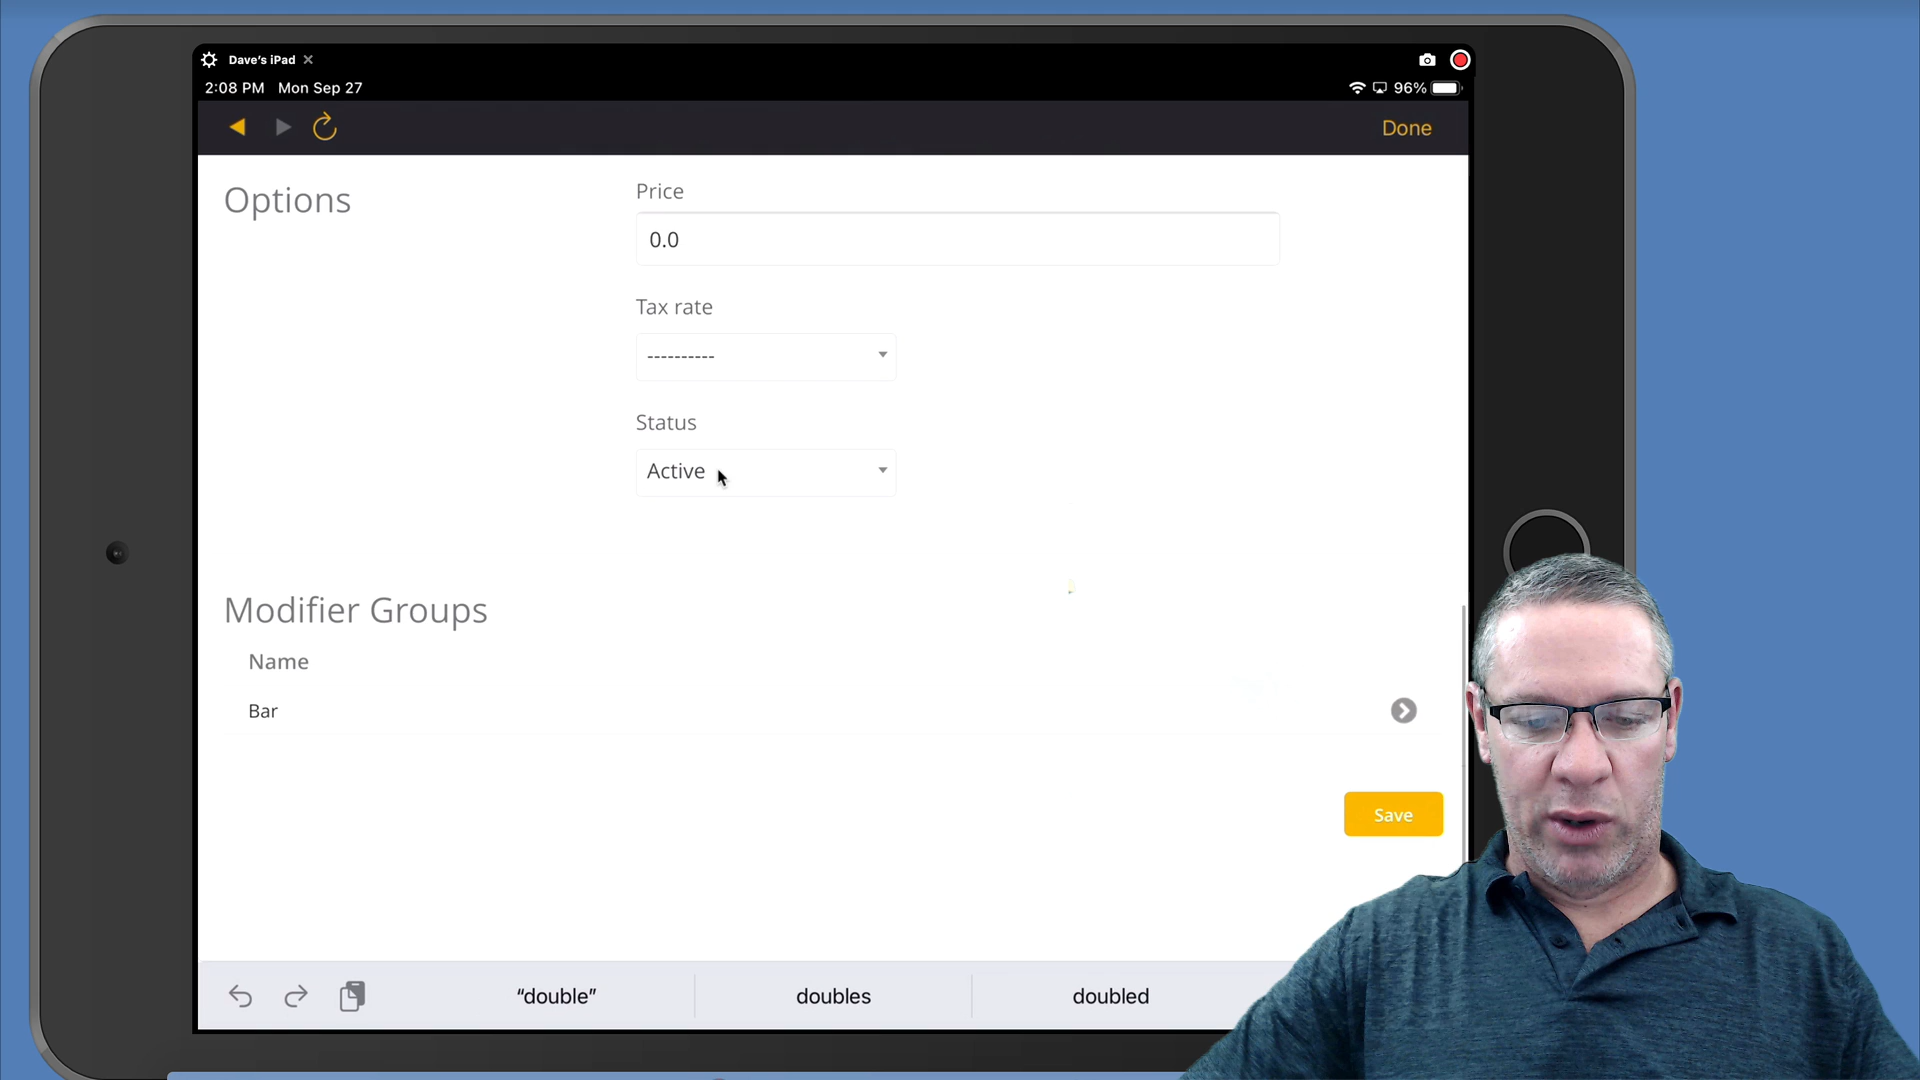 Dave's iPad
2:08 PM Mon Sep 27
96%
Done
Options
Price
0.0
Tax rate
----------
Status
Active
Modifier Groups
Name
Bar
Save
“double”
doubles
doubled